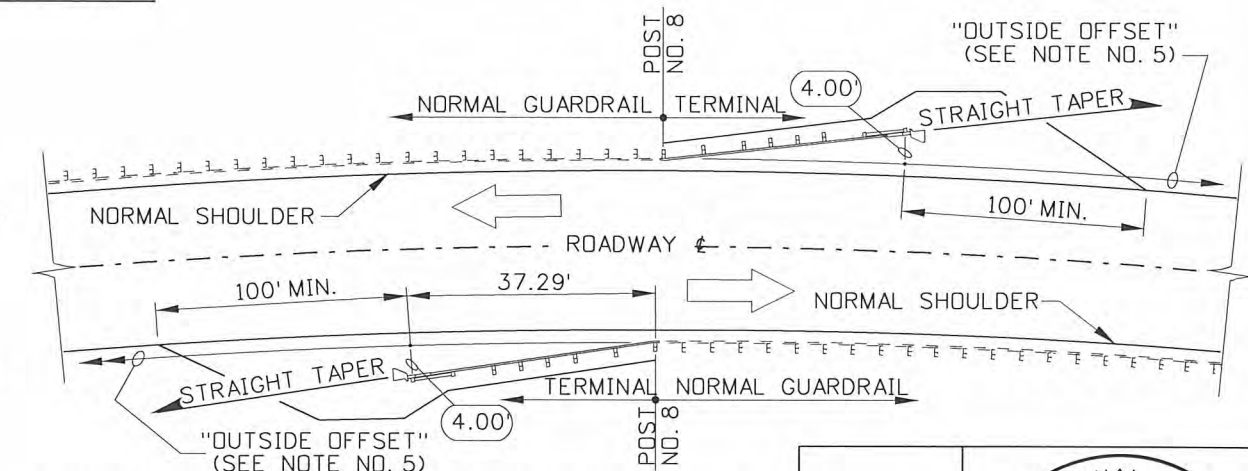 "OUTSIDE OFFSET"
(SEE NOTE NO. 5)
POST
NO. 8
4.00'
NORMAL GUARDRAIL
TERMINAL
STRAIGHT TAPER
NORMAL SHOULDER
100' MIN.
ROADWAY ℄
100' MIN.
37.29'
NORMAL SHOULDER
STRAIGHT TAPER
TERMINAL
NORMAL GUARDRAIL
4.00'
"OUTSIDE OFFSET"
(SEE NOTE NO. 5)
POST
NO. 8